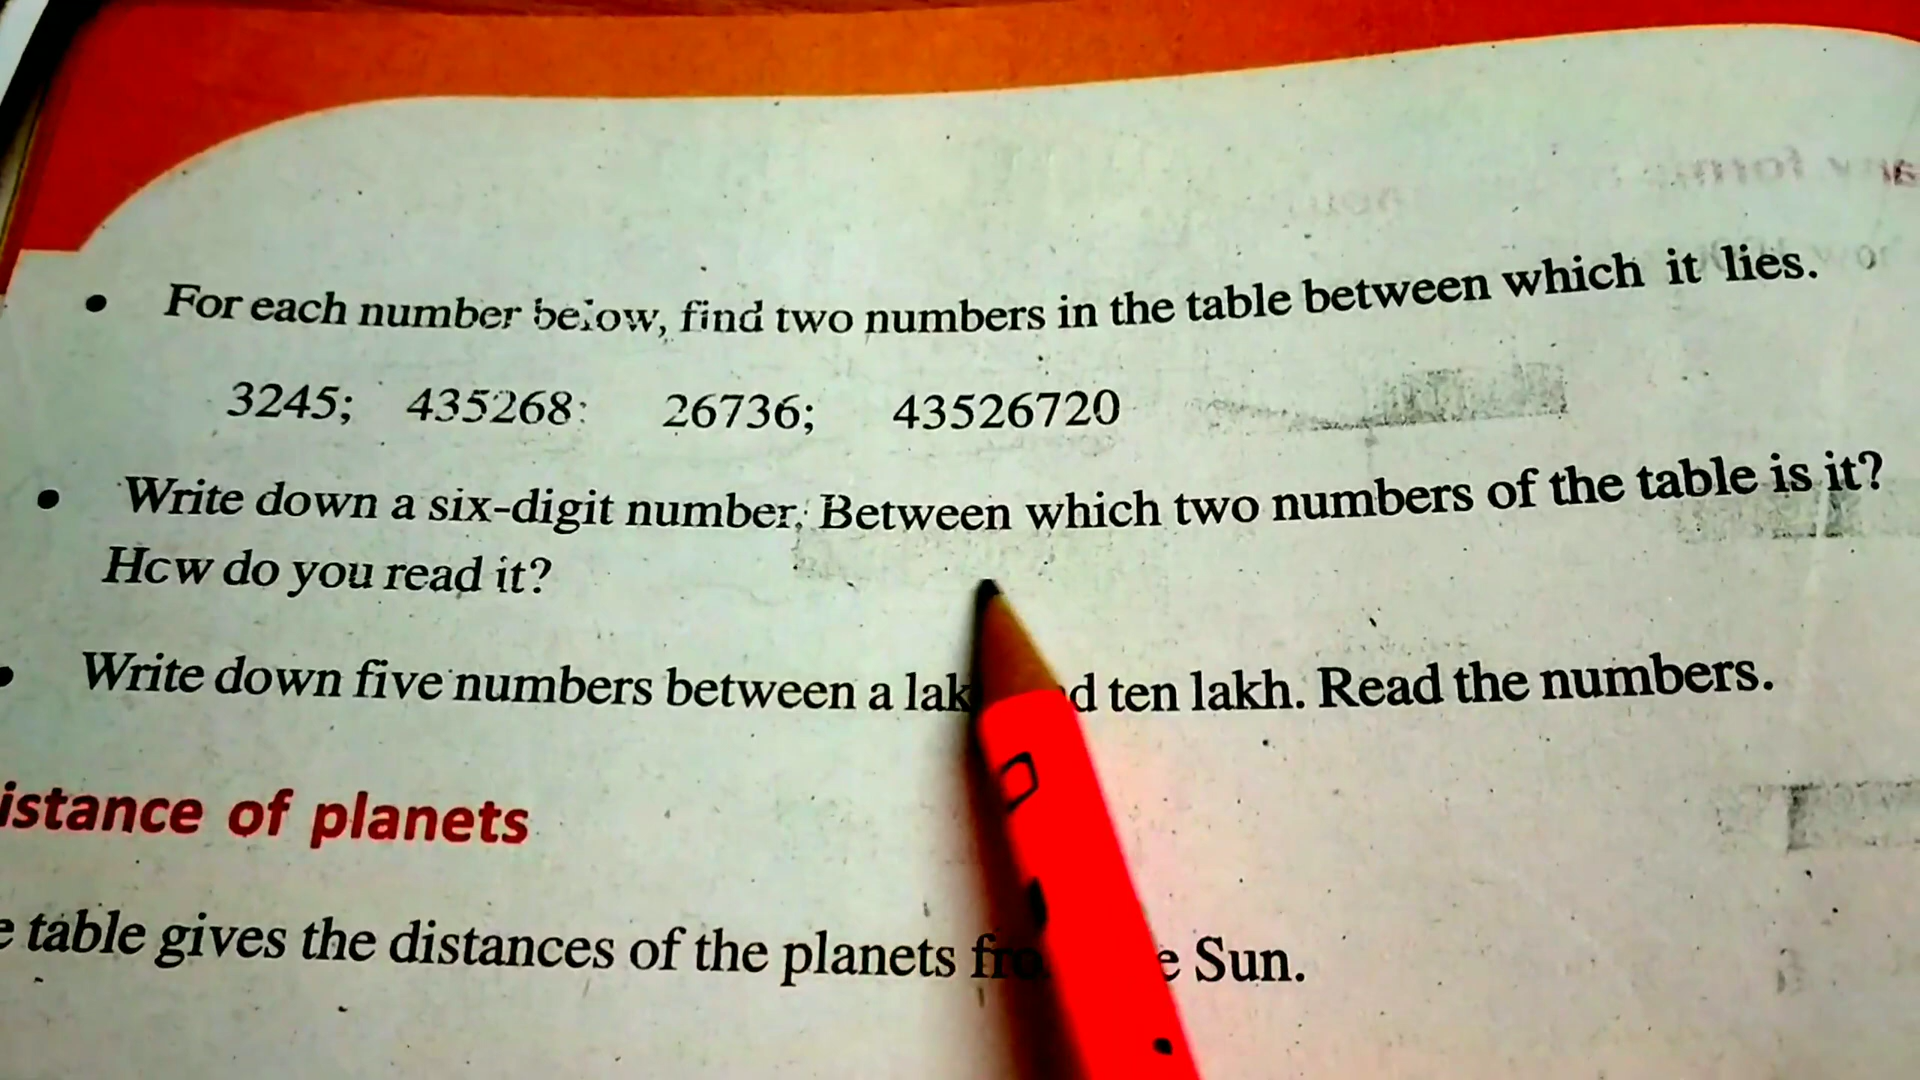 For each number below, find two numbers in the table between which it lies.
3245; 435268: 26736; 43526720
Write down a six-digit number. Between which two numbers of the table is it?
How do you read it?
Write down five numbers between a lak d ten lakh. Read the numbers.
istance of planets
e table gives the distances of the planets fro e Sun.